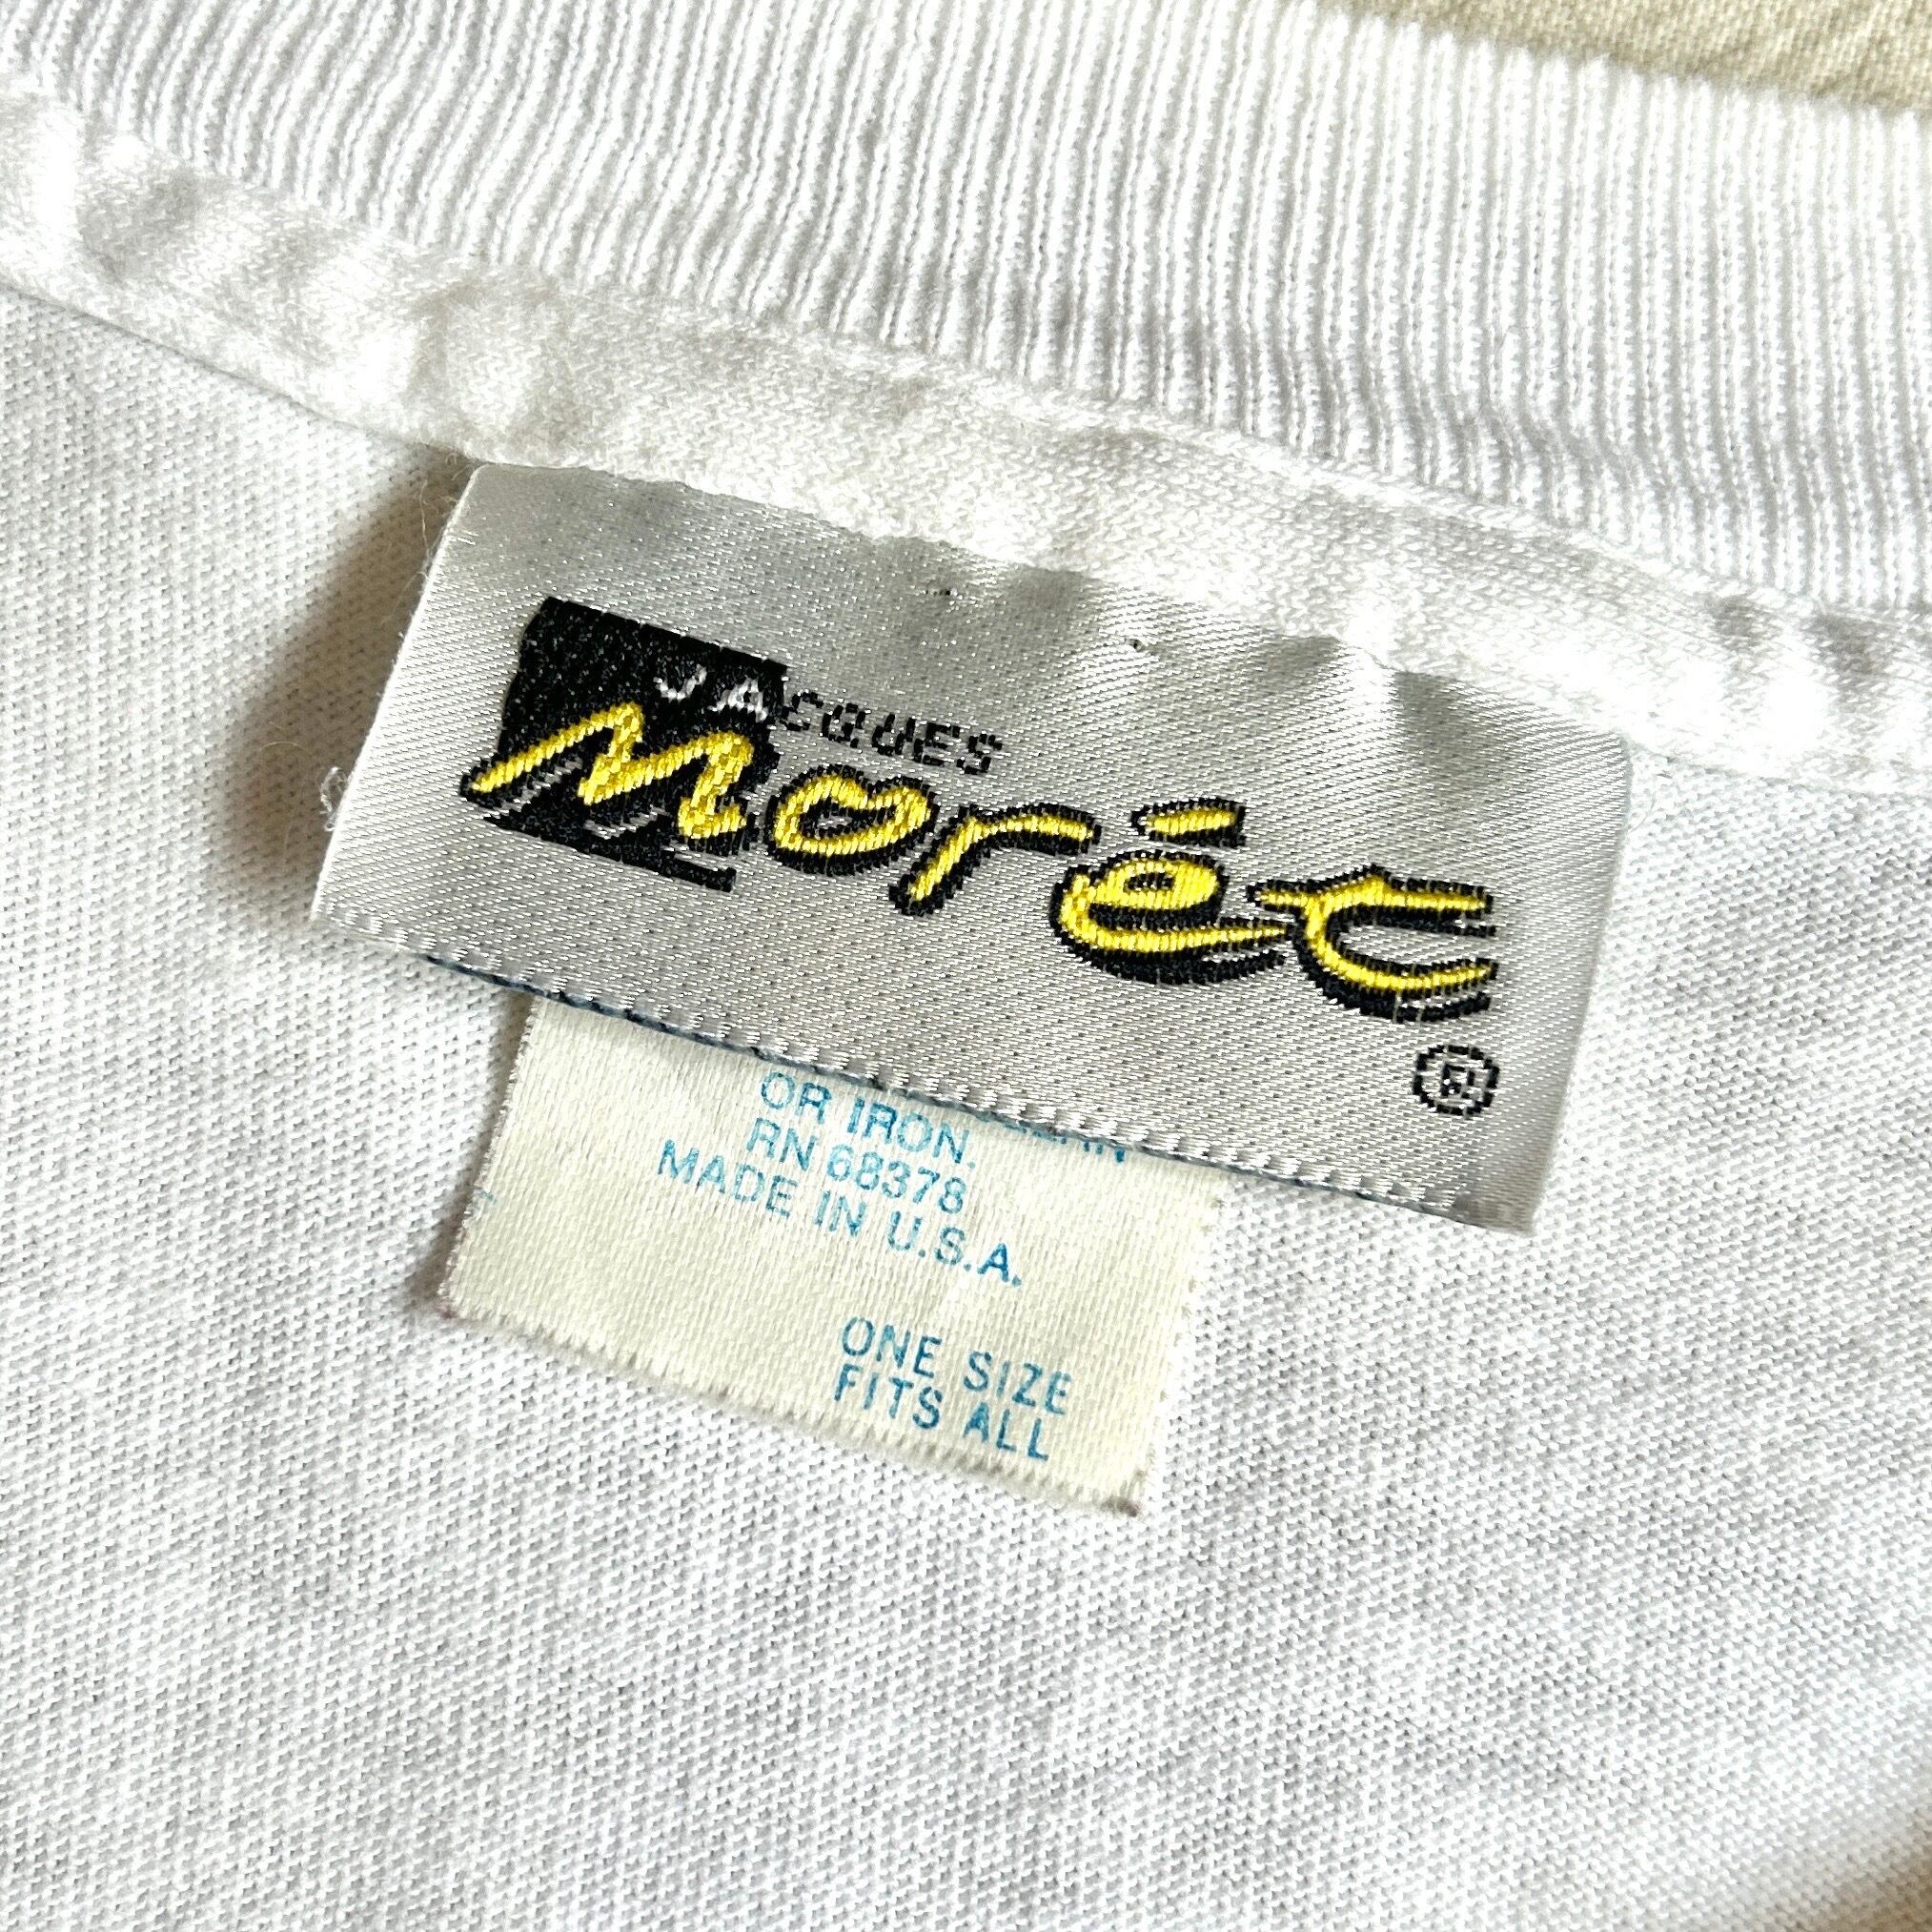 JACQUES
Morét
®
OR IRON.
RN 68378
MADE IN U.S.A.
ONE SIZE
FITS ALL